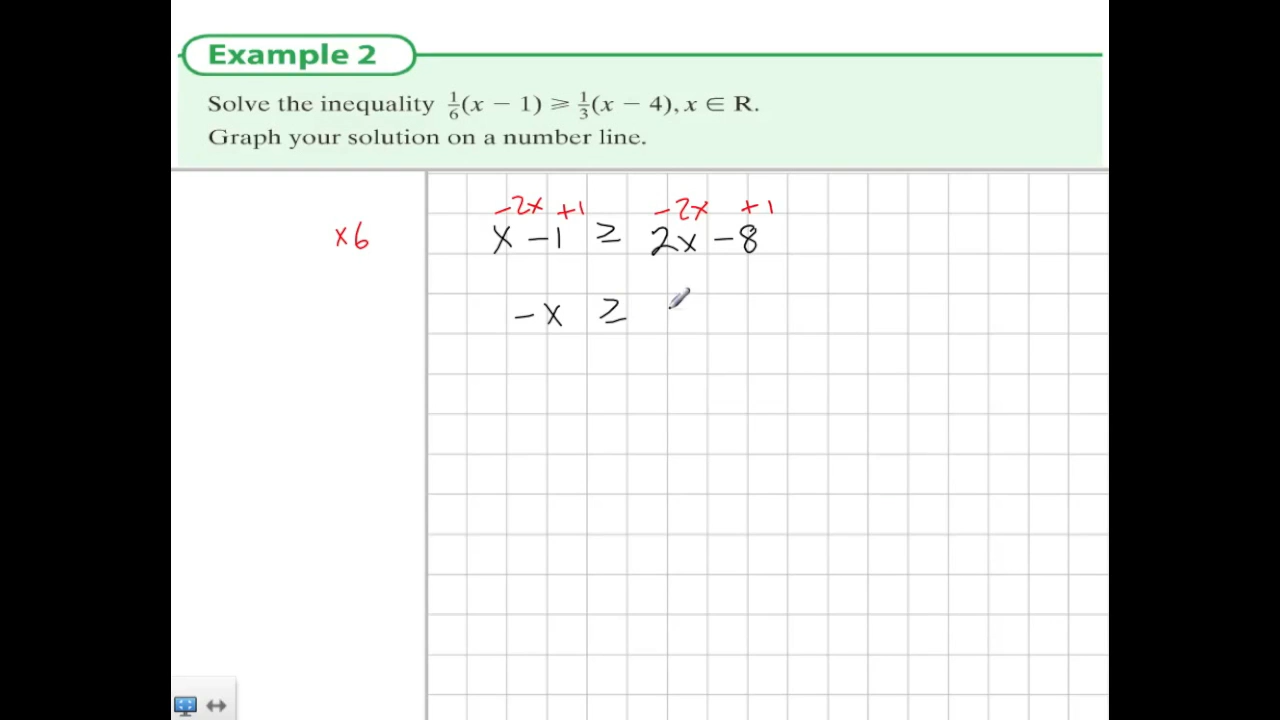 Example 2
Solve the inequality 1/6(x − 1) ⩾ 1/3(x − 4), x ∈ R.
Graph your solution on a number line.
−2x +1 −2x +1
×6 x −1 ≥ 2x −8
−x ≥